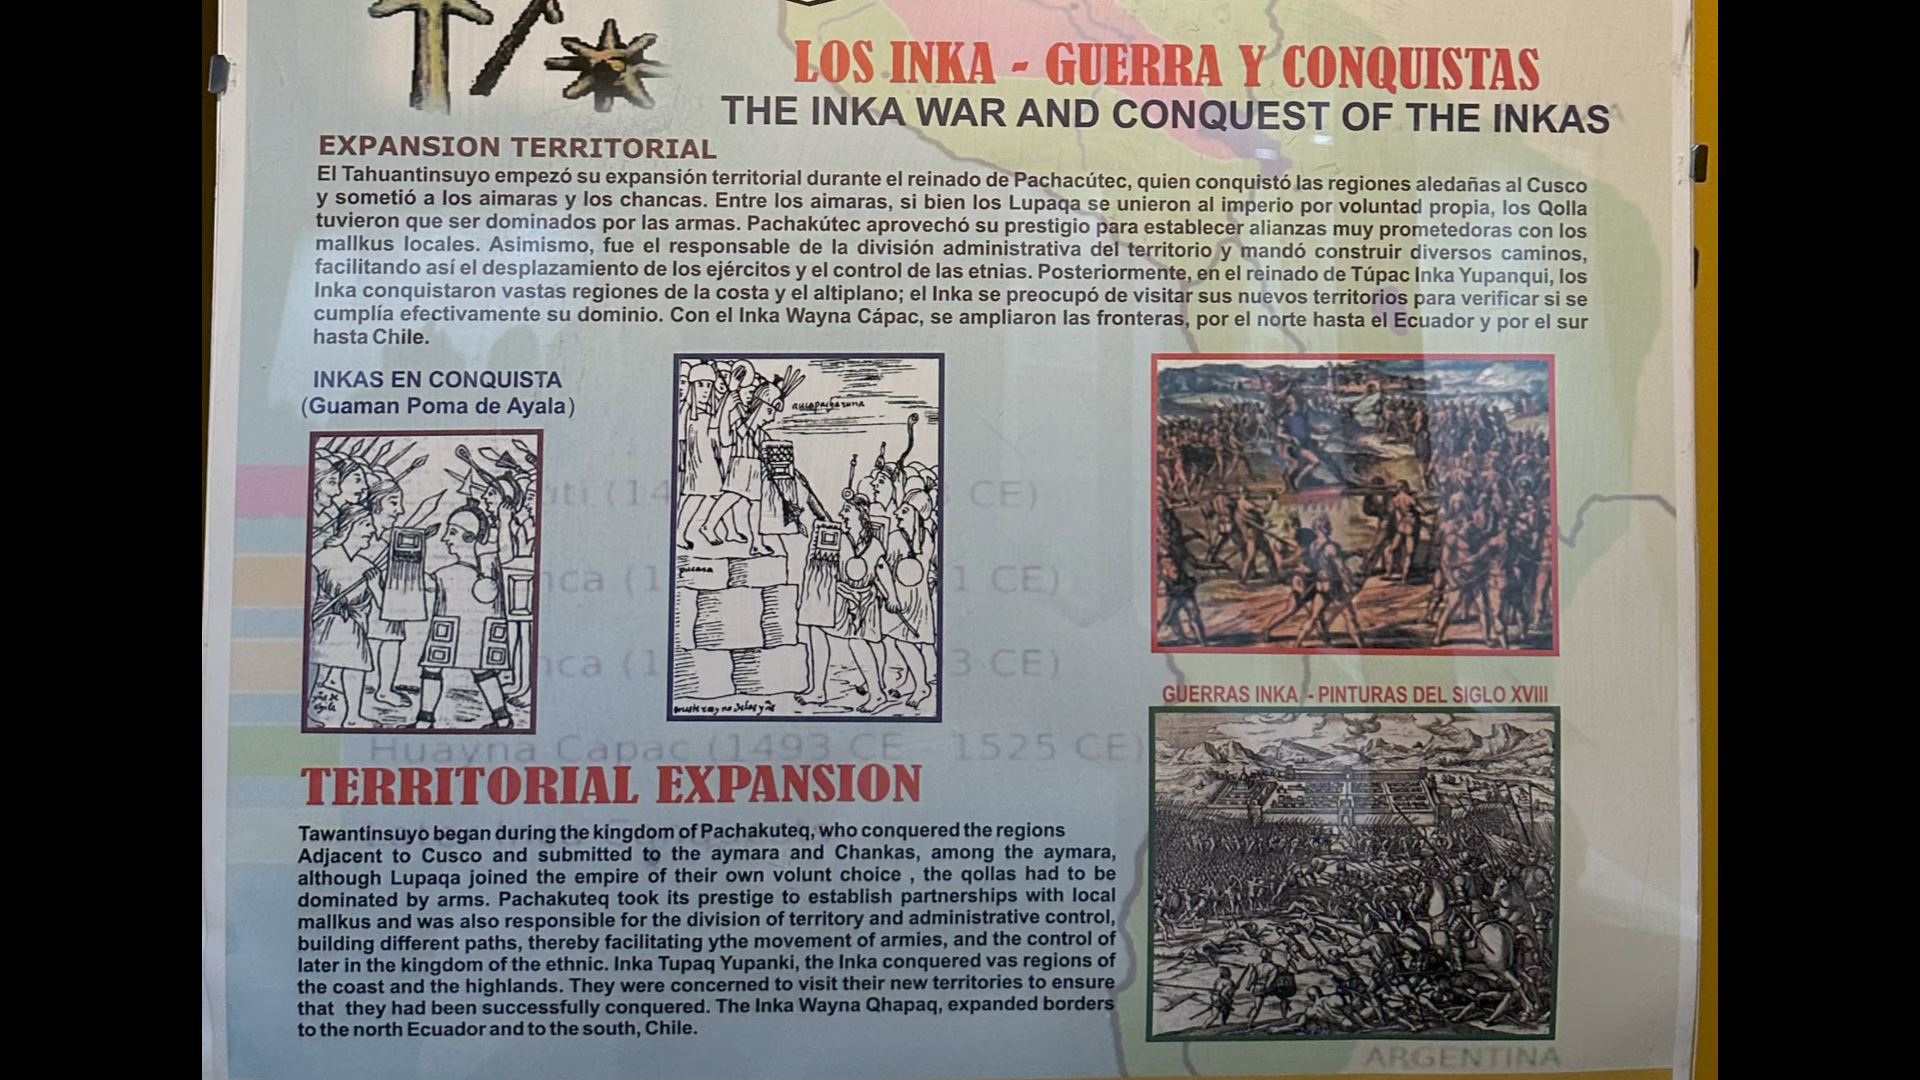 LOS INKA - GUERRA Y CONQUISTAS
THE INKA WAR AND CONQUEST OF THE INKAS
EXPANSION TERRITORIAL
El Tahuantinsuyo empezó su expansión territorial durante el reinado de Pachacútec, quien conquistó las regiones aledañas al Cusco
y sometió a los aimaras y los chancas. Entre los aimaras, si bien los Lupaqa se unieron al imperio por voluntad propia, los Qolla
tuvieron que ser dominados por las armas. Pachakútec aprovechó su prestigio para establecer alianzas muy prometedoras con los
mallkus locales. Asimismo, fue el responsable de la división administrativa del territorio y mandó construir diversos caminos,
facilitando así el desplazamiento de los ejércitos y el control de las etnias. Posteriormente, en el reinado de Túpac Inka Yupanqui, los
Inka conquistaron vastas regiones de la costa y el altiplano; el Inka se preocupó de visitar sus nuevos territorios para verificar si se
cumplía efectivamente su dominio. Con el Inka Wayna Cápac, se ampliaron las fronteras, por el norte hasta el Ecuador y por el sur
hasta Chile.
INKAS EN CONQUISTA
(Guaman Poma de Ayala)
aucapacharuna
pucara
GUERRAS INKA - PINTURAS DEL SIGLO XVIII
Huayna Capac (1493 CE - 1525 CE)
TERRITORIAL EXPANSION
Tawantinsuyo began during the kingdom of Pachakuteq, who conquered the regions
Adjacent to Cusco and submitted to the aymara and Chankas, among the aymara,
although Lupaqa joined the empire of their own volunt choice , the qollas had to be
dominated by arms. Pachakuteq took its prestige to establish partnerships with local
mallkus and was also responsible for the division of territory and administrative control,
building different paths, thereby facilitating ythe movement of armies, and the control of
later in the kingdom of the ethnic. Inka Tupaq Yupanki, the Inka conquered vas regions of
the coast and the highlands. They were concerned to visit their new territories to ensure
that they had been successfully conquered. The Inka Wayna Qhapaq, expanded borders
to the north Ecuador and to the south, Chile.
ARGENTINA